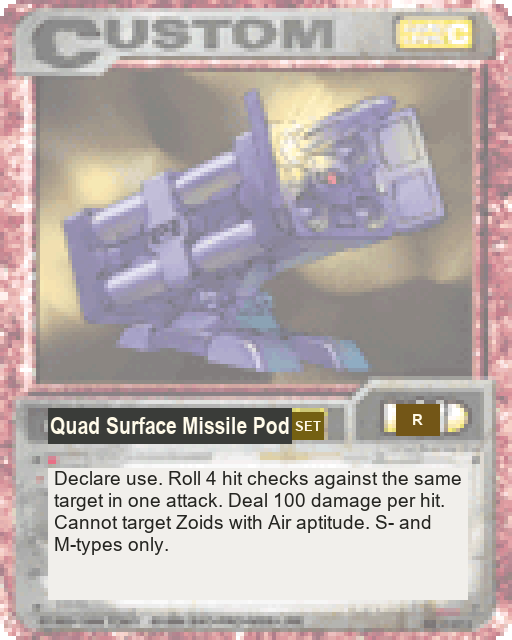 CUSTOM
C
Quad Surface Missile Pod SET
R
Declare use. Roll 4 hit checks against the same
target in one attack. Deal 100 damage per hit.
Cannot target Zoids with Air aptitude. S- and
M-types only.